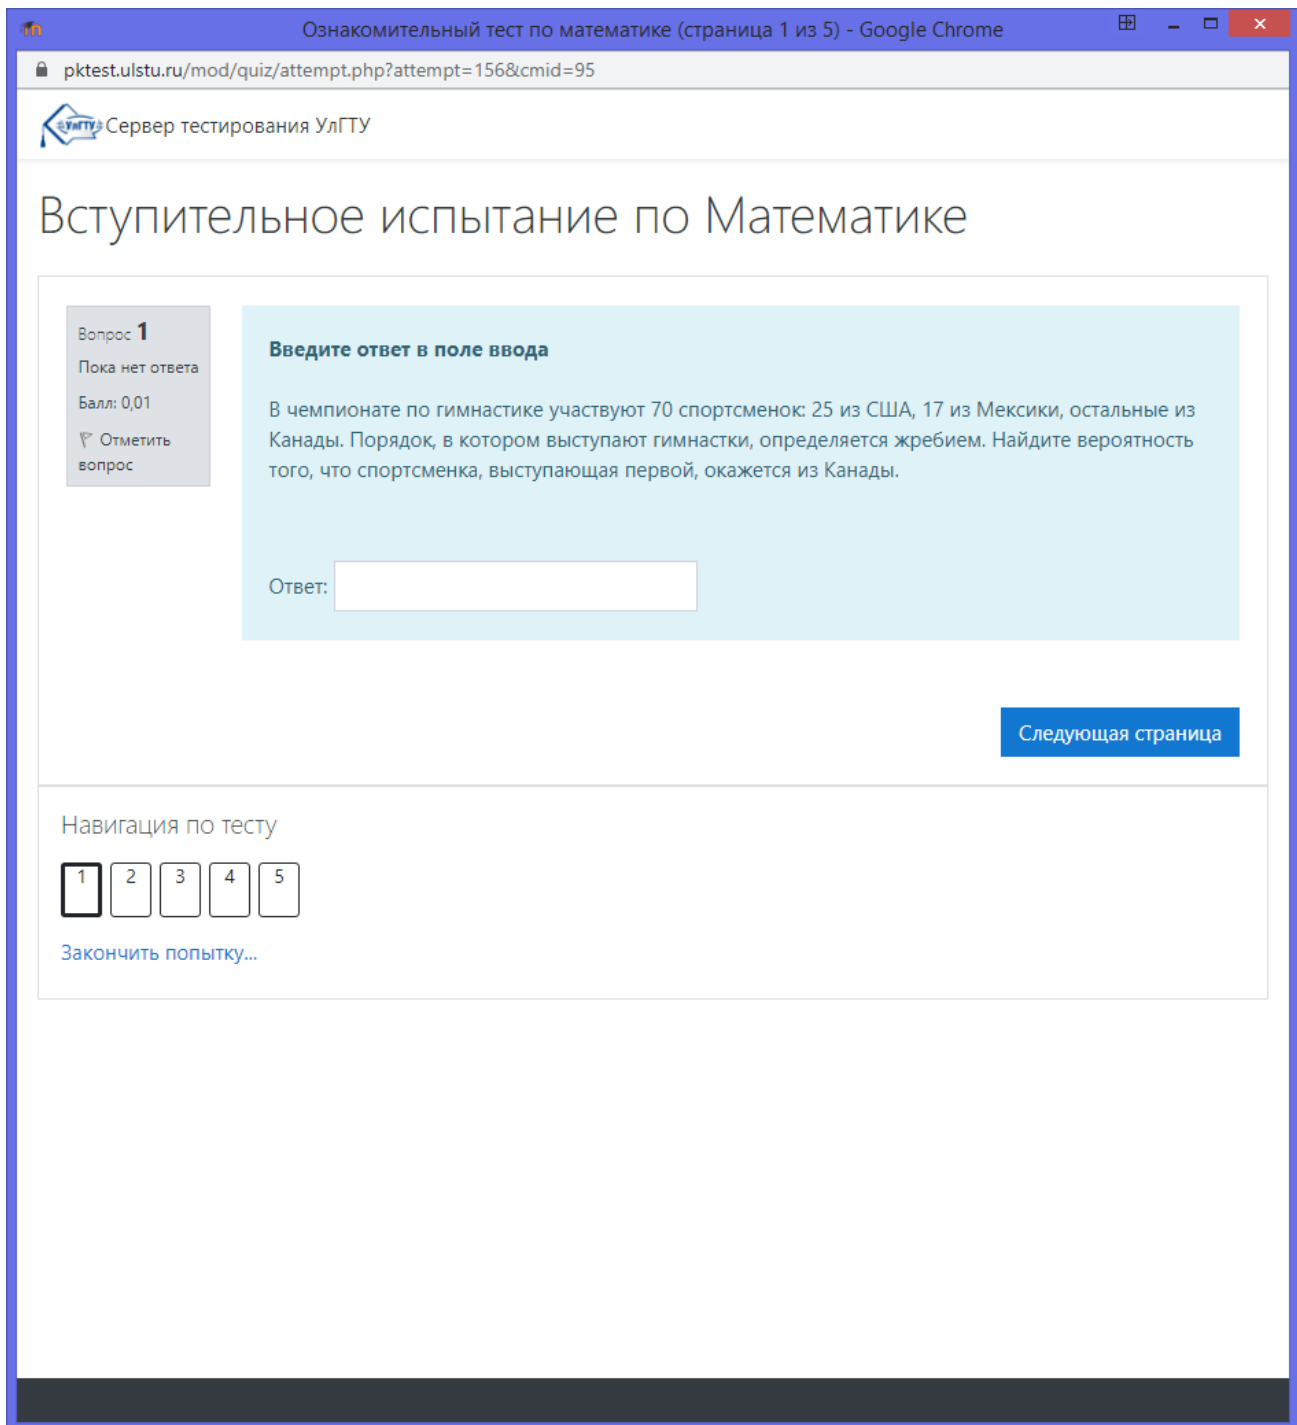 Ознакомительный тест по математике (страница 1 из 5) - Google Chrome
pktest.ulstu.ru/mod/quiz/attempt.php?attempt=156&cmid=95
УлГТУ Сервер тестирования УлГТУ
Вступительное испытание по Математике
Вопрос 1
Пока нет ответа
Балл: 0,01
Отметить
вопрос
Введите ответ в поле ввода
В чемпионате по гимнастике участвуют 70 спортсменок: 25 из США, 17 из Мексики, остальные из
Канады. Порядок, в котором выступают гимнастки, определяется жребием. Найдите вероятность
того, что спортсменка, выступающая первой, окажется из Канады.
Ответ:
Следующая страница
Навигация по тесту
1 2 3 4 5
Закончить попытку...